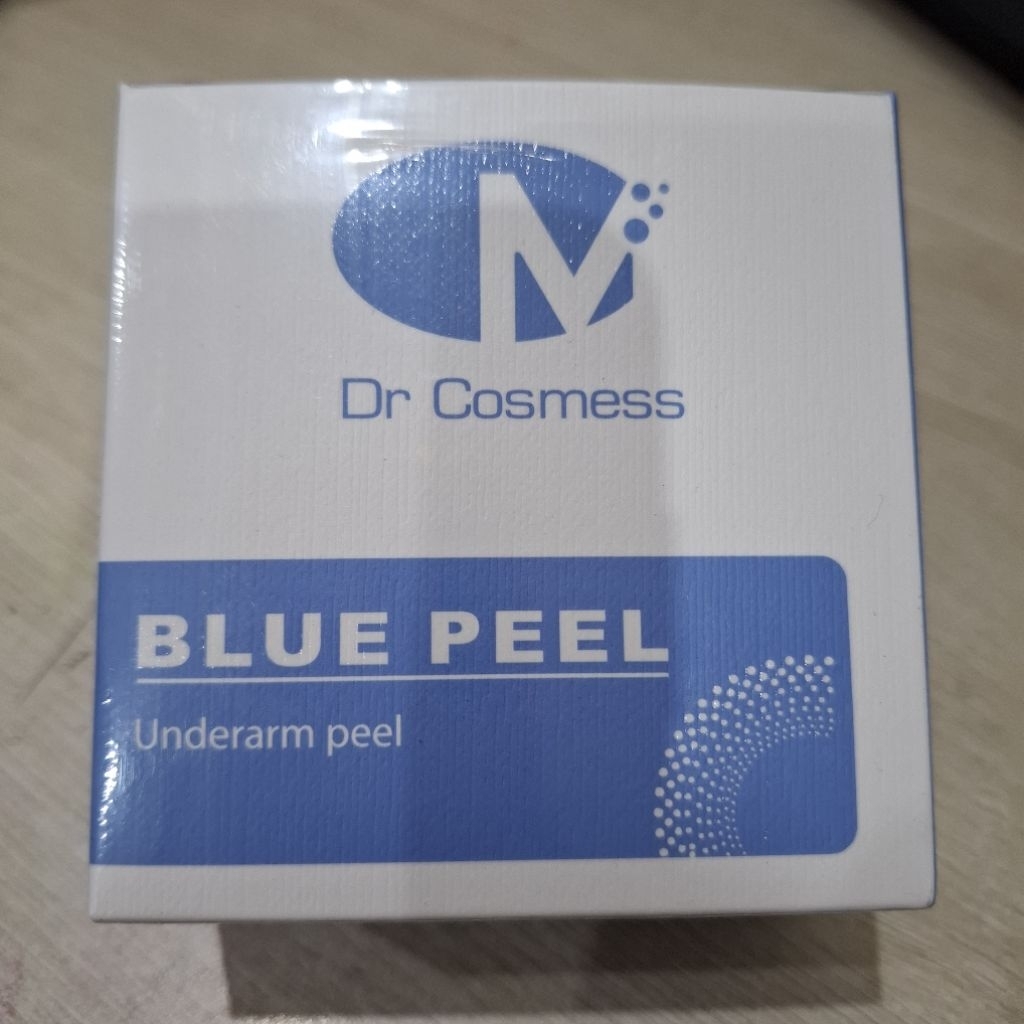 M
Dr Cosmess
BLUE PEEL
Underarm peel